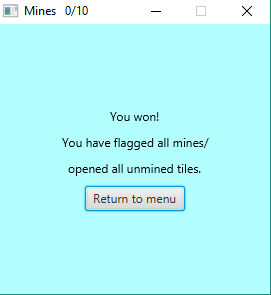 Mines 0/10
You won!
You have flagged all mines/
opened all unmined tiles.
Return to menu